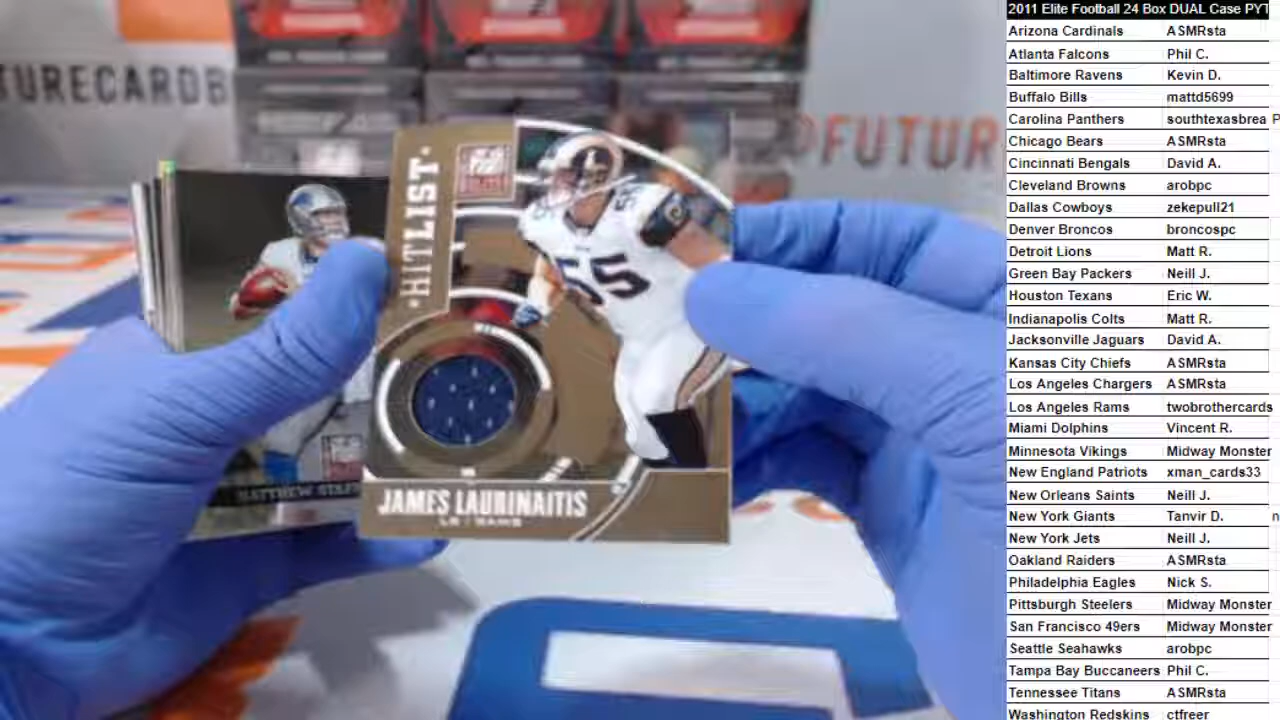 TURECARDB
FUTUR
HITLIST
55
55
JAMES LAURINAITIS
LB / RAMS
MATTHEW STAF
2011 Elite Football 24 Box DUAL Case PYT
Arizona Cardinals ASMRsta
Atlanta Falcons Phil C.
Baltimore Ravens Kevin D.
Buffalo Bills mattd5699
Carolina Panthers southtexasbrea P
Chicago Bears ASMRsta
Cincinnati Bengals David A.
Cleveland Browns arobpc
Dallas Cowboys zekepull21
Denver Broncos broncospc
Detroit Lions Matt R.
Green Bay Packers Neill J.
Houston Texans Eric W.
Indianapolis Colts Matt R.
Jacksonville Jaguars David A.
Kansas City Chiefs ASMRsta
Los Angeles Chargers ASMRsta
Los Angeles Rams twobrothercards
Miami Dolphins Vincent R.
Minnesota Vikings Midway Monster
New England Patriots xman_cards33
New Orleans Saints Neill J.
New York Giants Tanvir D. n
New York Jets Neill J.
Oakland Raiders ASMRsta
Philadelphia Eagles Nick S.
Pittsburgh Steelers Midway Monster
San Francisco 49ers Midway Monster
Seattle Seahawks arobpc
Tampa Bay Buccaneers Phil C.
Tennessee Titans ASMRsta
Washington Redskins ctfreer